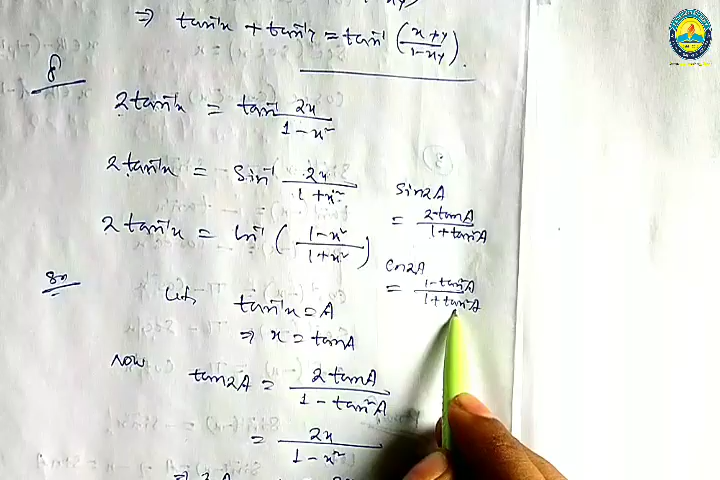 ⇒ tan⁻¹x + tan⁻¹y = tan⁻¹ (x+y / 1-xy).
8
2tan⁻¹x = tan⁻¹ 2x / 1-x²
2tan⁻¹x = Sin⁻¹ 2x / 1+x²
2tan⁻¹x = Cos⁻¹ (1-x² / 1+x²)
Sin2A
= 2tanA / 1+tan²A
Cos2A
= 1-tan²A / 1+tan²A
Let, tan⁻¹x = A
⇒ x = tanA
Now
tan2A = 2tanA / 1-tan²A
= 2x / 1-x²